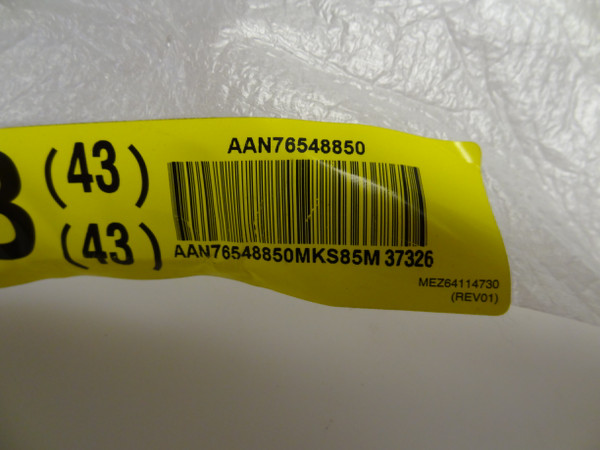 AAN76548850
(43)
(43)
AAN76548850MKS85M 37326
MEZ64114730
(REV01)